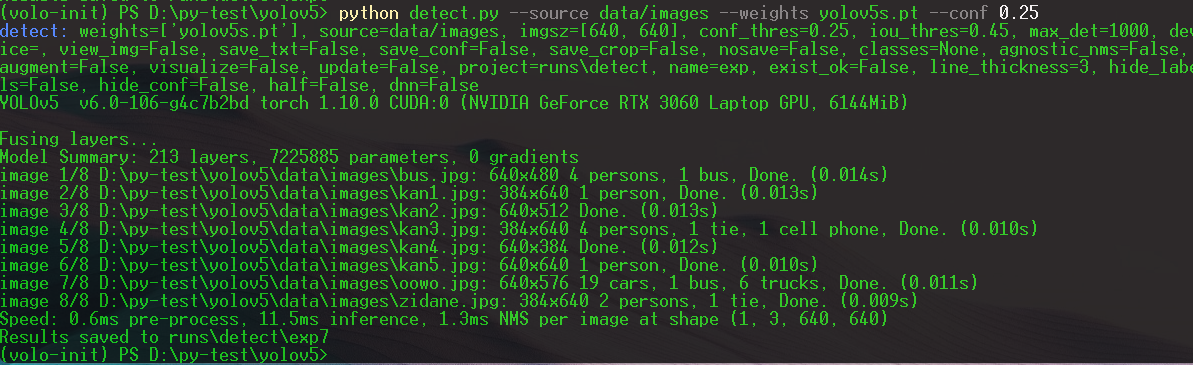 (volo-init) PS D:\py-test\yolov5> python detect.py --source data/images --weights yolov5s.pt --conf 0.25
detect: weights=['yolov5s.pt'], source=data/images, imgsz=[640, 640], conf_thres=0.25, iou_thres=0.45, max_det=1000, dev
ice=, view_img=False, save_txt=False, save_conf=False, save_crop=False, nosave=False, classes=None, agnostic_nms=False,
augment=False, visualize=False, update=False, project=runs\detect, name=exp, exist_ok=False, line_thickness=3, hide_labe
ls=False, hide_conf=False, half=False, dnn=False
YOLOv5  v6.0-106-g4c7b2bd torch 1.10.0 CUDA:0 (NVIDIA GeForce RTX 3060 Laptop GPU, 6144MiB)
Fusing layers...
Model Summary: 213 layers, 7225885 parameters, 0 gradients
image 1/8 D:\py-test\yolov5\data\images\bus.jpg: 640x480 4 persons, 1 bus, Done. (0.014s)
image 2/8 D:\py-test\yolov5\data\images\kan1.jpg: 384x640 1 person, Done. (0.013s)
image 3/8 D:\py-test\yolov5\data\images\kan2.jpg: 640x512 Done. (0.013s)
image 4/8 D:\py-test\yolov5\data\images\kan3.jpg: 384x640 4 persons, 1 tie, 1 cell phone, Done. (0.010s)
image 5/8 D:\py-test\yolov5\data\images\kan4.jpg: 640x384 Done. (0.012s)
image 6/8 D:\py-test\yolov5\data\images\kan5.jpg: 640x640 1 person, Done. (0.010s)
image 7/8 D:\py-test\yolov5\data\images\oowo.jpg: 640x576 19 cars, 1 bus, 6 trucks, Done. (0.011s)
image 8/8 D:\py-test\yolov5\data\images\zidane.jpg: 384x640 2 persons, 1 tie, Done. (0.009s)
Speed: 0.6ms pre-process, 11.5ms inference, 1.3ms NMS per image at shape (1, 3, 640, 640)
Results saved to runs\detect\exp7
(volo-init) PS D:\py-test\yolov5>